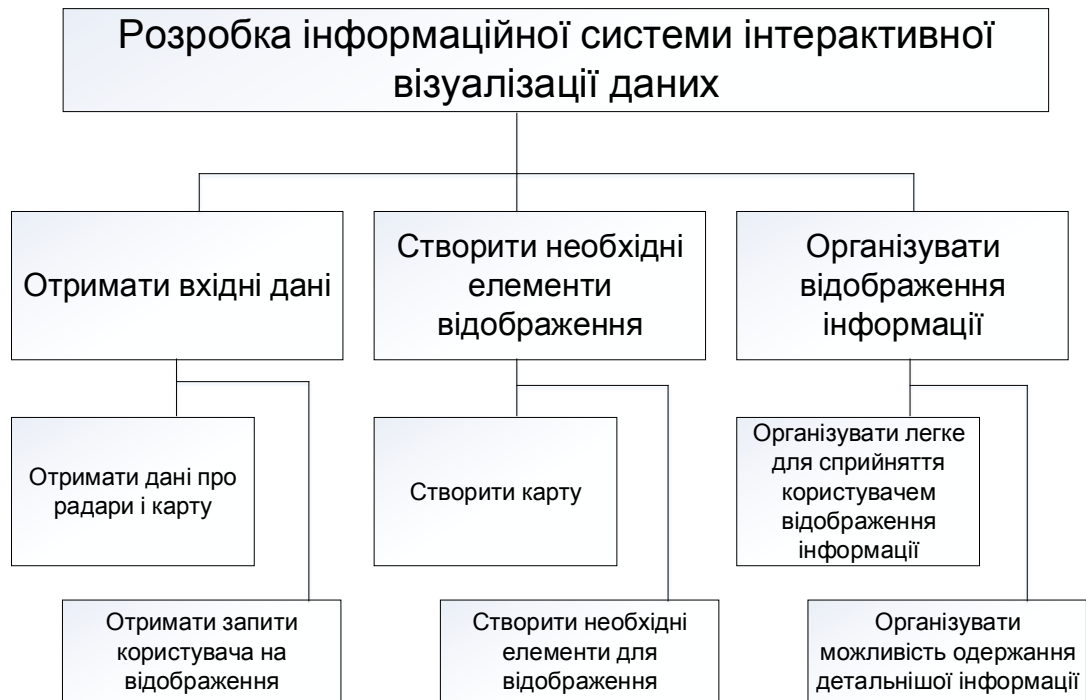 Розробка інформаційної системи інтерактивної
візуалізації даних
Отримати вхідні дані
Створити необхідні
елементи
відображення
Організувати
відображення
інформації
Отримати дані про
радари і карту
Створити карту
Організувати легке
для сприйняття
користувачем
відображення
інформації
Отримати запити
користувача на
відображення
Створити необхідні
елементи для
відображення
Організувати
можливість одержання
детальнішої інформації